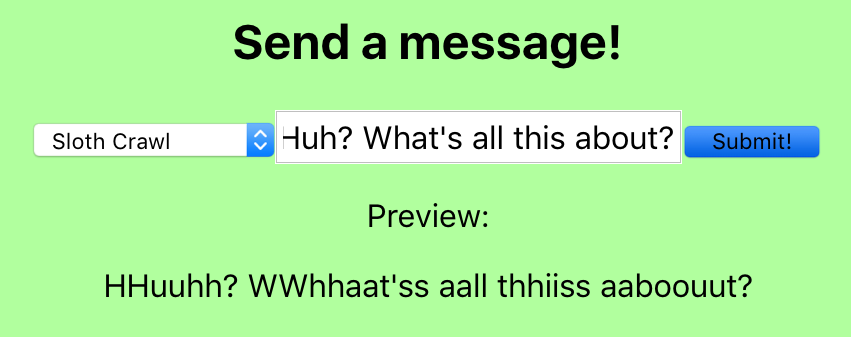 Send a message!
Sloth Crawl Huh? What's all this about? Submit!
Preview:
HHuuhh? WWhhaat'ss aall thhiiss aaboouut?